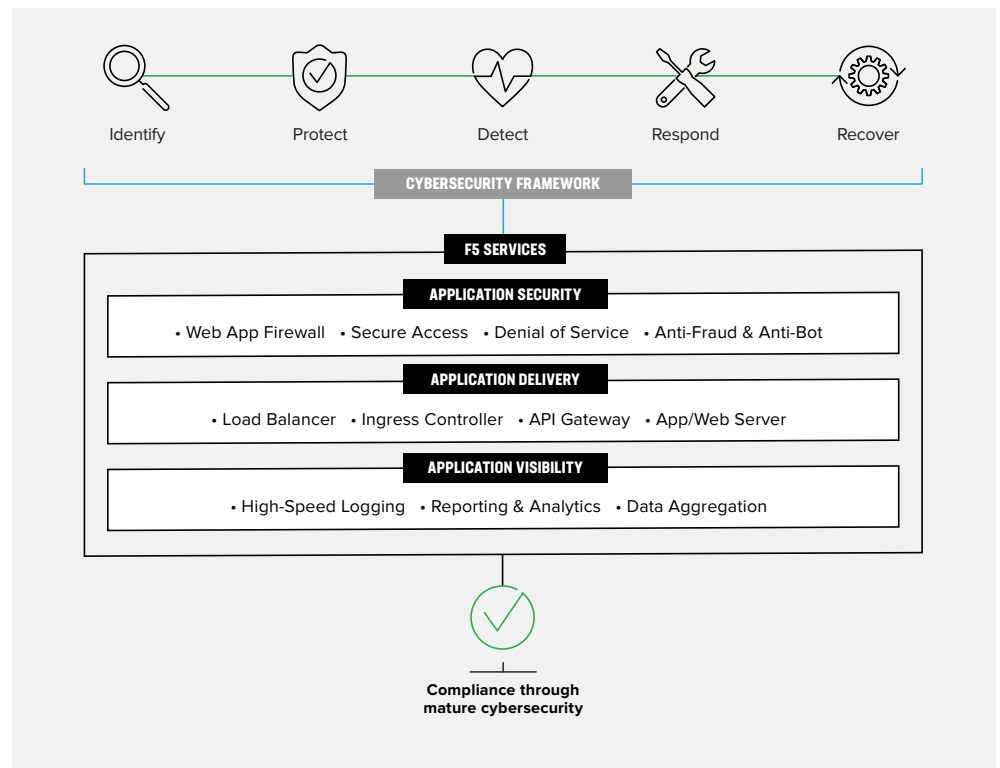 Identify Protect Detect Respond Recover
CYBERSECURITY FRAMEWORK
F5 SERVICES
APPLICATION SECURITY
• Web App Firewall • Secure Access • Denial of Service • Anti-Fraud & Anti-Bot
APPLICATION DELIVERY
• Load Balancer • Ingress Controller • API Gateway • App/Web Server
APPLICATION VISIBILITY
• High-Speed Logging • Reporting & Analytics • Data Aggregation
Compliance through
mature cybersecurity